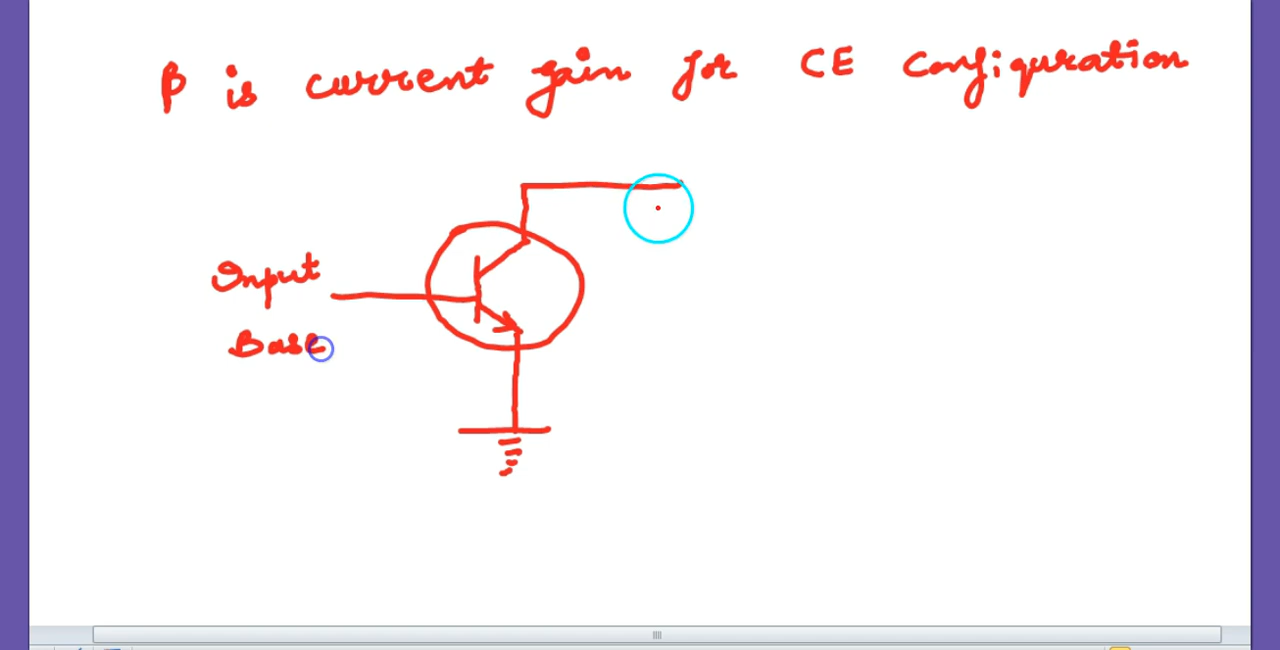 β is current gain for CE Configuration
Input
Base